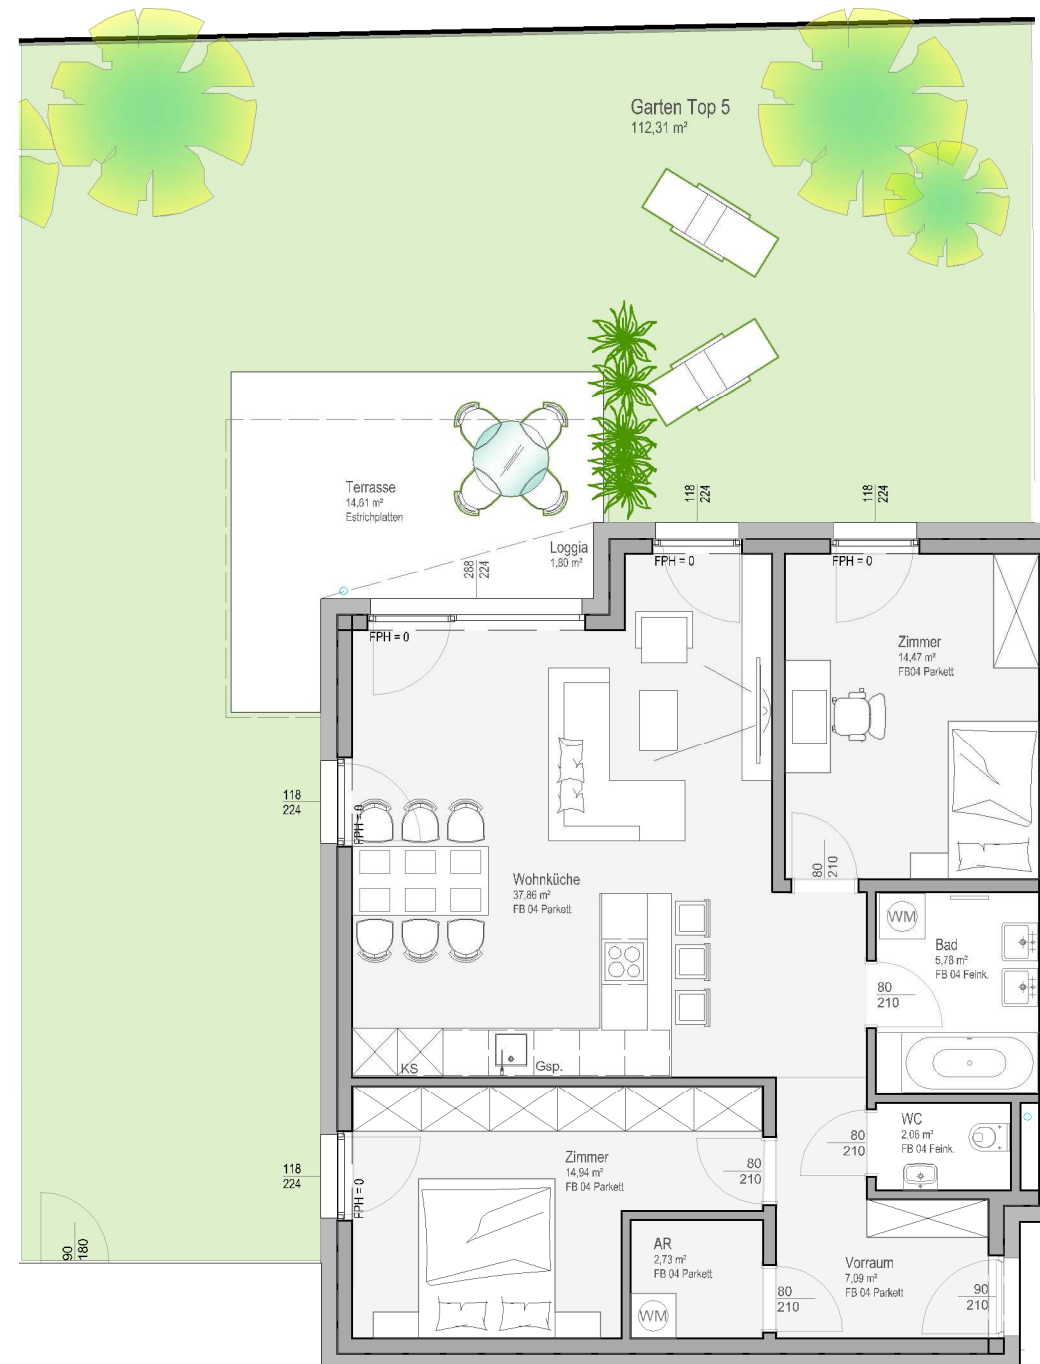 Garten Top 5
112,31 m²
118
224
118
224
Terrasse
14,61 m²
Estrichplatten
Loggia
1,80 m²
288
224
FPH = 0
FPH = 0
FPH = 0
Zimmer
14,47 m²
FB04 Parkett
118
224
FPH = 0
80
210
Wohnküche
37,86 m²
FB 04 Parkett
WM
Bad
5,78 m²
FB 04 Feink.
80
210
KS
Gsp.
WC
2,06 m²
FB 04 Feink.
80
210
118
224
FPH = 0
Zimmer
14,94 m²
FB 04 Parkett
80
210
90
180
AR
2,73 m²
FB 04 Parkett
WM
80
210
Vorraum
7,09 m²
FB 04 Parkett
90
210